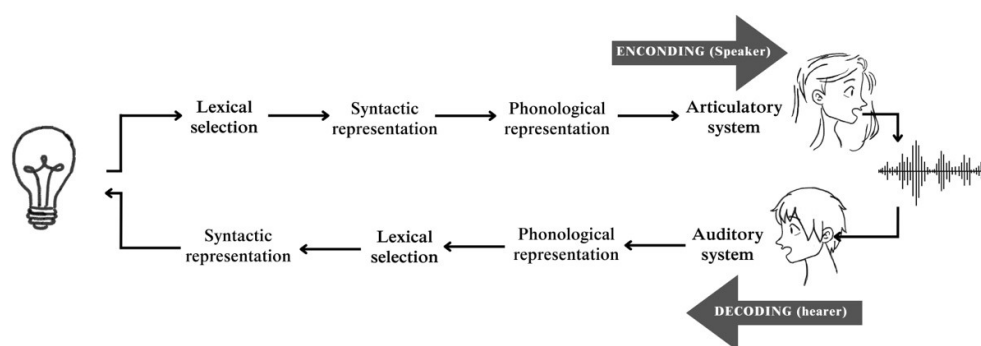 ENCONDING (Speaker)
Lexical
selection
Syntactic
representation
Phonological
representation
Articulatory
system
Syntactic
representation
Lexical
selection
Phonological
representation
Auditory
system
DECODING (hearer)